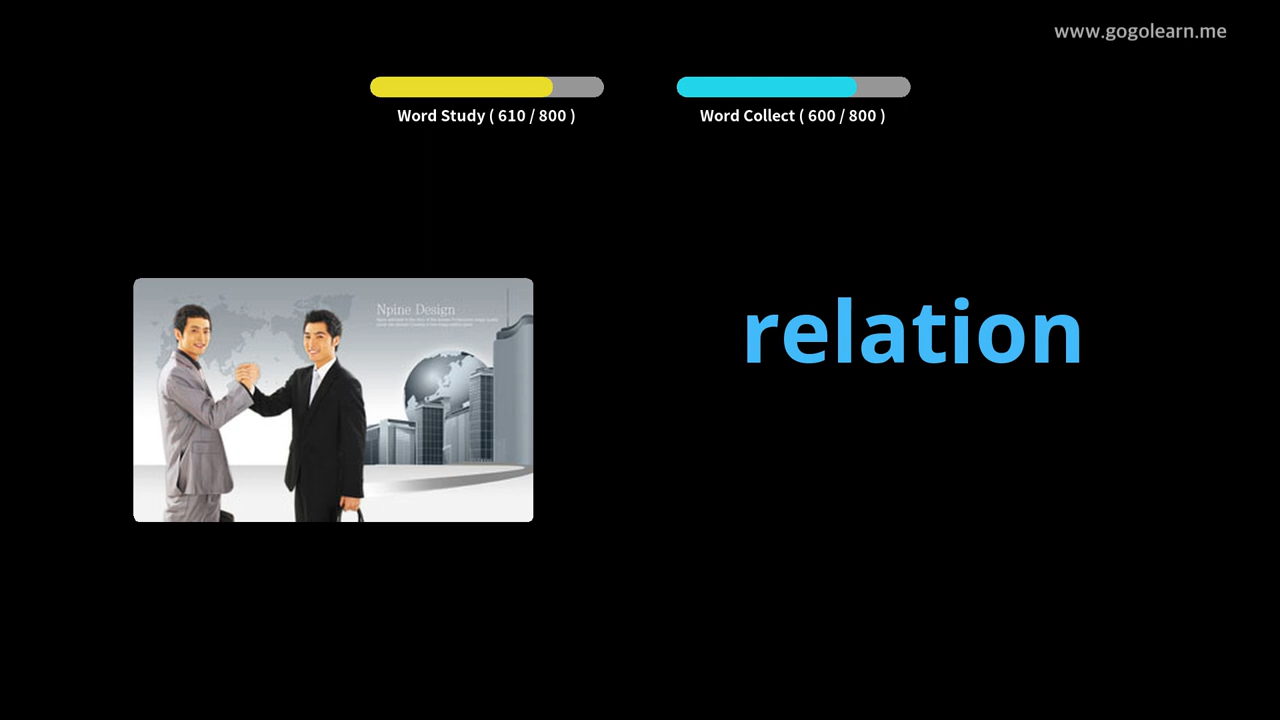 www.gogolearn.me
Word Study ( 610 / 800 )
Word Collect ( 600 / 800 )
Npine Design
relation